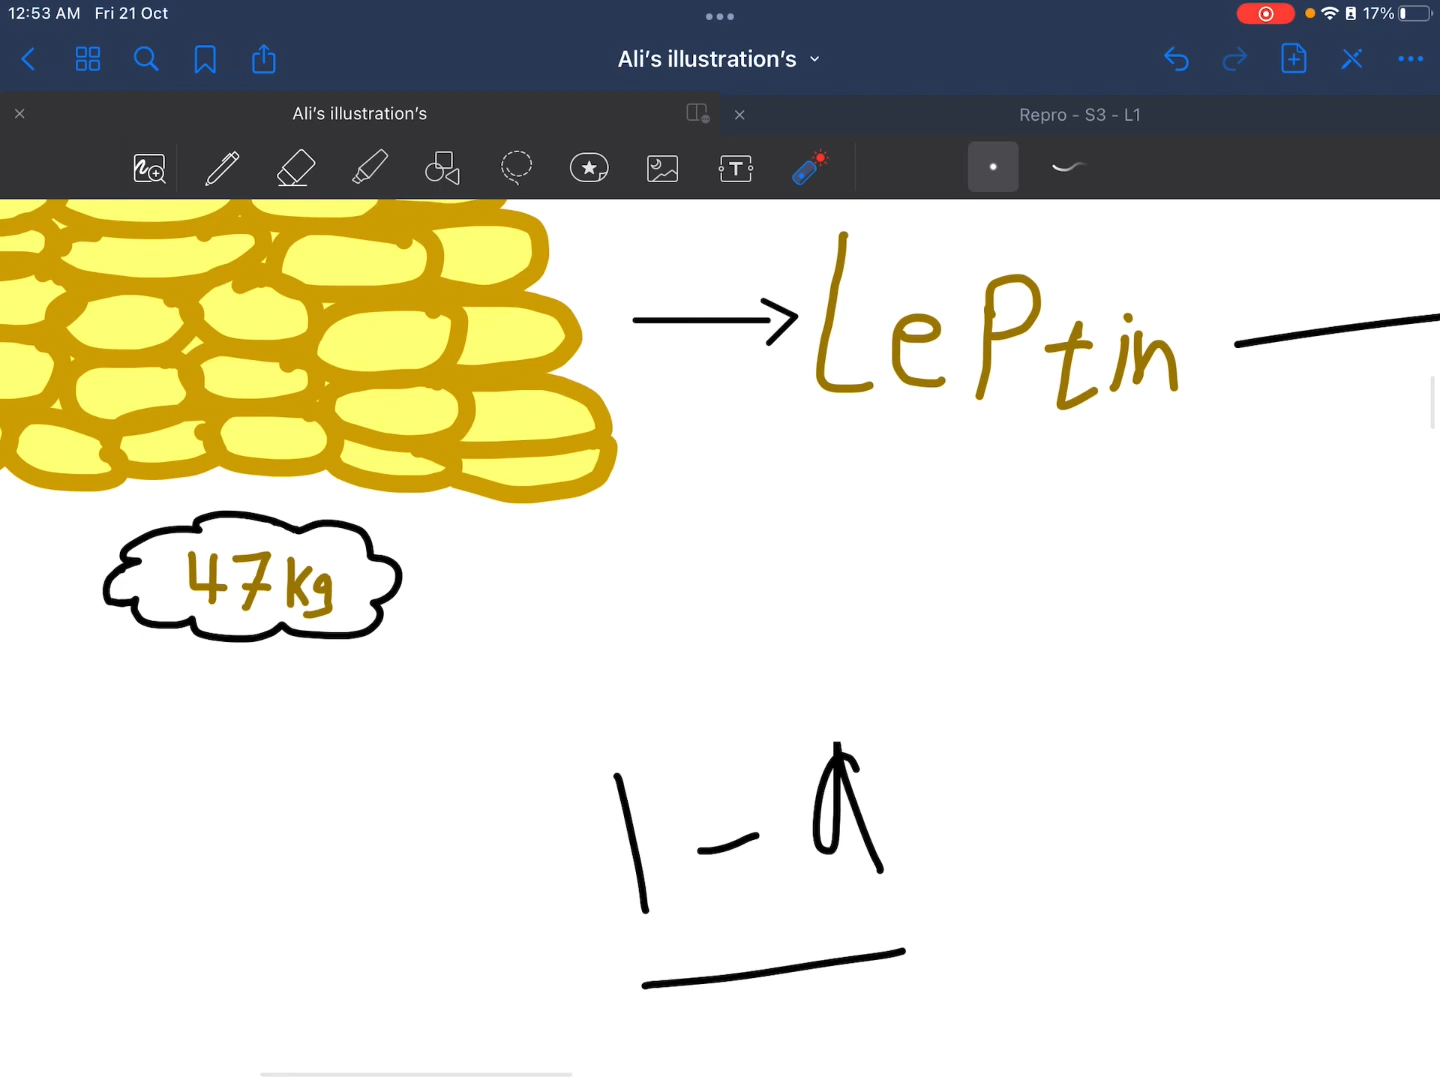 12:53 AM Fri 21 Oct
17%
Ali's illustration's
Ali's illustration's
Repro - S3 - L1
T
LePtin
47kg